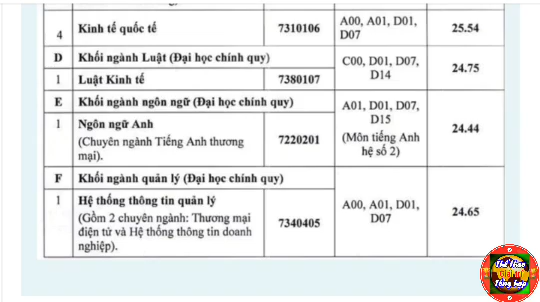 4 Kinh tế quốc tế 7310106 A00, A01, D01, D07 25.54
D Khối ngành Luật (Đại học chính quy)
1 Luật Kinh tế 7380107 C00, D01, D07, D14 24.75
E Khối ngành ngôn ngữ (Đại học chính quy)
1 Ngôn ngữ Anh
(Chuyên ngành Tiếng Anh thương mại). 7220201 A01, D01, D07, D15
(Môn tiếng Anh hệ số 2) 24.44
F Khối ngành quản lý (Đại học chính quy)
1 Hệ thống thông tin quản lý
(Gồm 2 chuyên ngành: Thương mại
điện tử và Hệ thống thông tin doanh
nghiệp). 7340405 A00, A01, D01, D07 24.65
Thể Thao
Tổng hợp